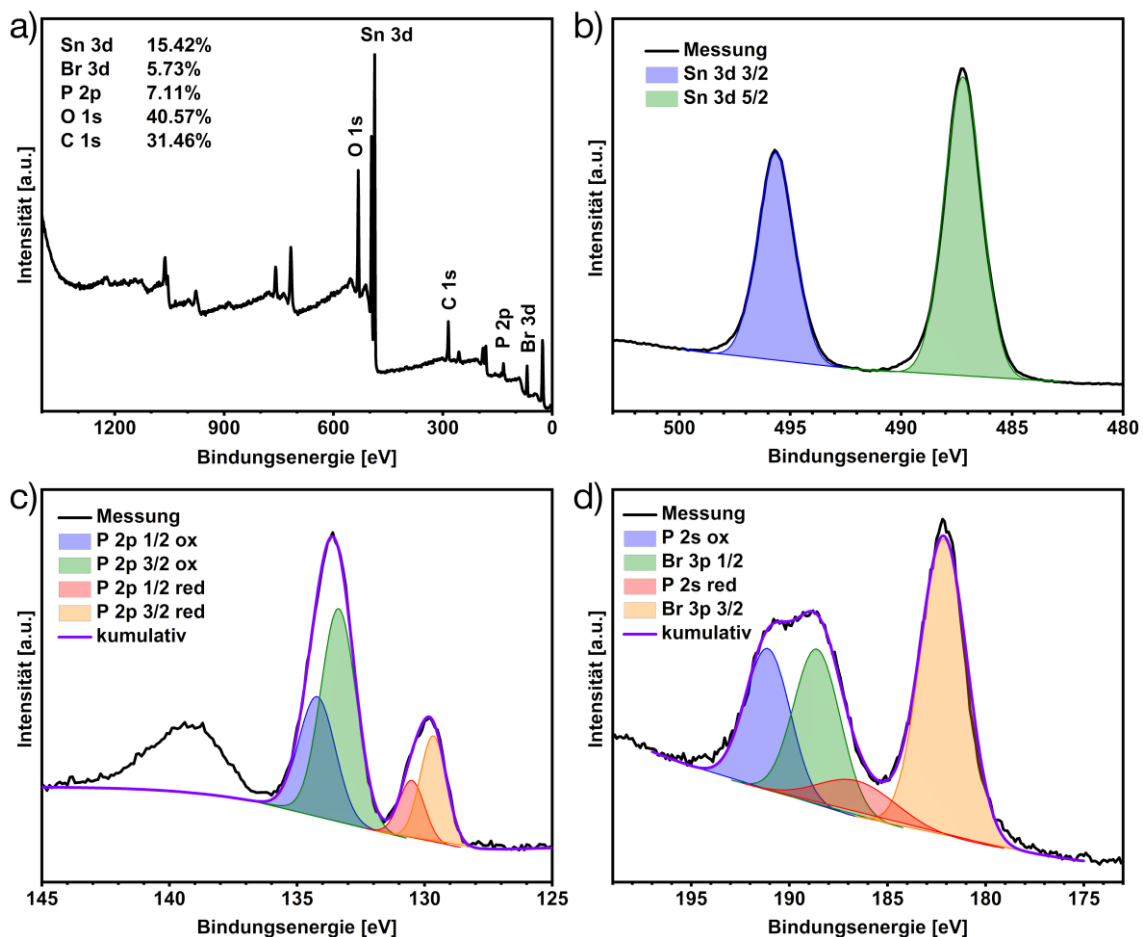 a)
Sn 3d 15.42%
Br 3d 5.73%
P 2p 7.11%
O 1s 40.57%
C 1s 31.46%
Sn 3d
O 1s
C 1s
P 2p
Br 3d
Intensität [a.u.]
1200 900 600 300 0
Bindungsenergie [eV]
b)
Messung
Sn 3d 3/2
Sn 3d 5/2
Intensität [a.u.]
500 495 490 485 480
Bindungsenergie [eV]
c)
Messung
P 2p 1/2 ox
P 2p 3/2 ox
P 2p 1/2 red
P 2p 3/2 red
kumulativ
Intensität [a.u.]
145 140 135 130 125
Bindungsenergie [eV]
d)
Messung
P 2s ox
Br 3p 1/2
P 2s red
Br 3p 3/2
kumulativ
Intensität [a.u.]
195 190 185 180 175
Bindungsenergie [eV]